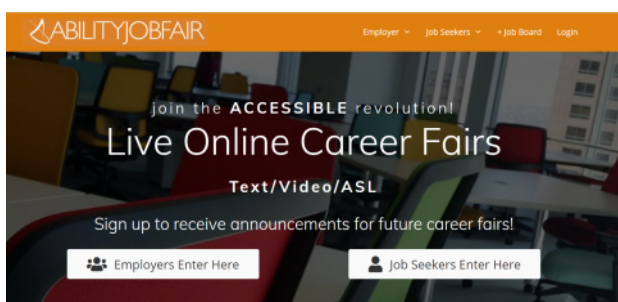 ABILITYJOBFAIR
Employer Job Seekers + Job Board Login
join the ACCESSIBLE revolution!
Live Online Career Fairs
Text/Video/ASL
Sign up to receive announcements for future career fairs!
Employers Enter Here
Job Seekers Enter Here